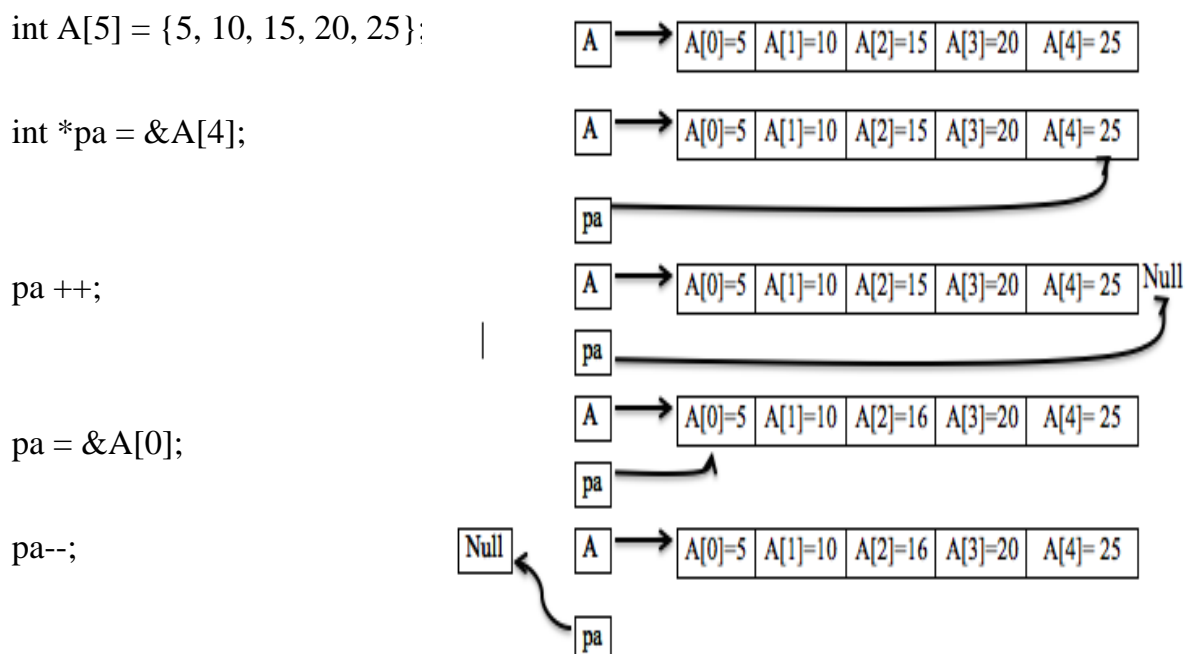 int A[5] = {5, 10, 15, 20, 25};
A A[0]=5 A[1]=10 A[2]=15 A[3]=20 A[4]= 25
int *pa = &A[4];
A A[0]=5 A[1]=10 A[2]=15 A[3]=20 A[4]= 25
pa
pa ++;
A A[0]=5 A[1]=10 A[2]=15 A[3]=20 A[4]= 25 Null
pa
pa = &A[0];
A A[0]=5 A[1]=10 A[2]=16 A[3]=20 A[4]= 25
pa
pa--;
Null A A[0]=5 A[1]=10 A[2]=16 A[3]=20 A[4]= 25
pa